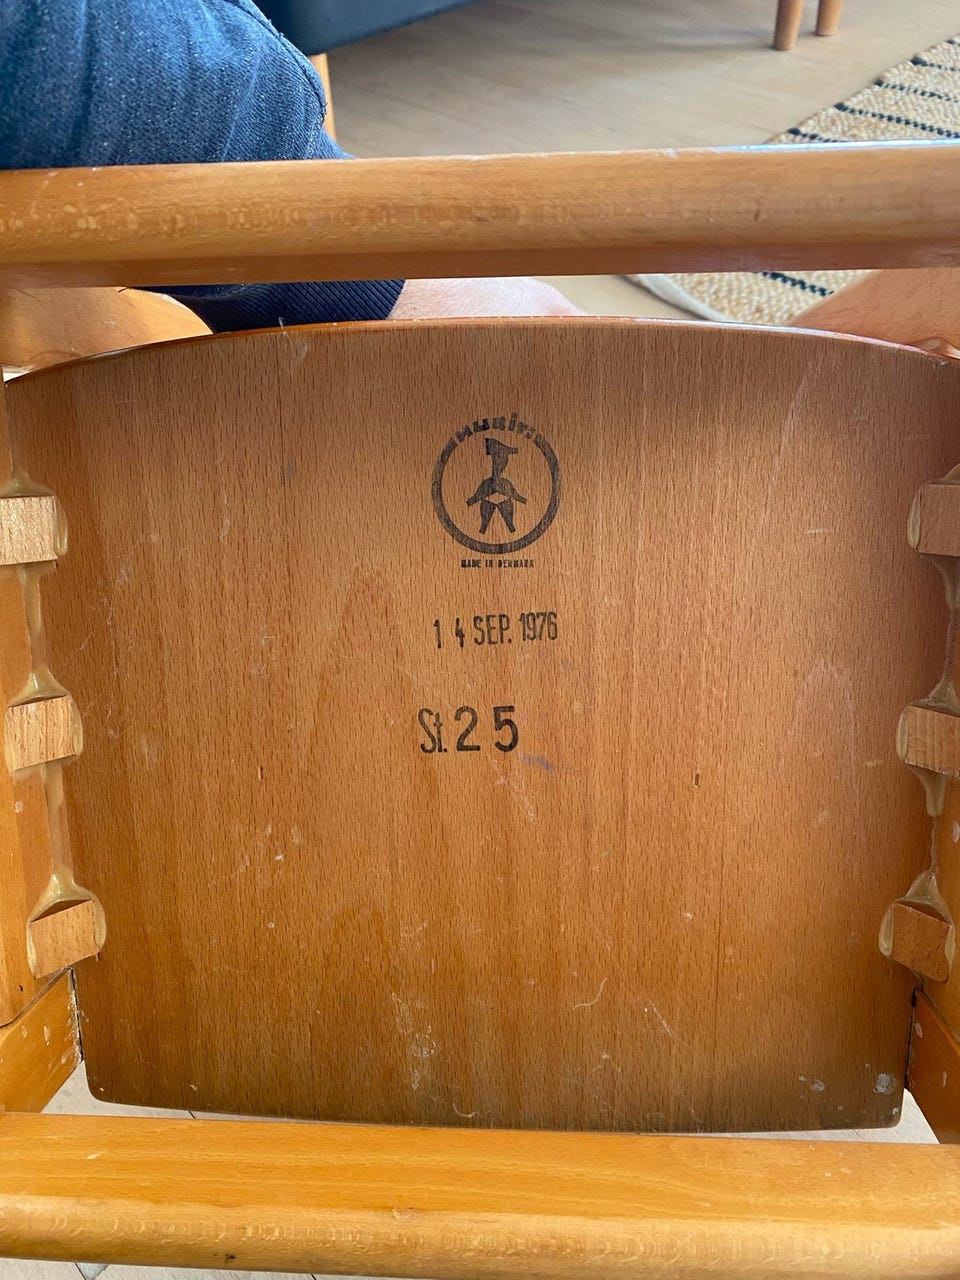 MADE IN DENMARK
14 SEP. 1976
St. 25